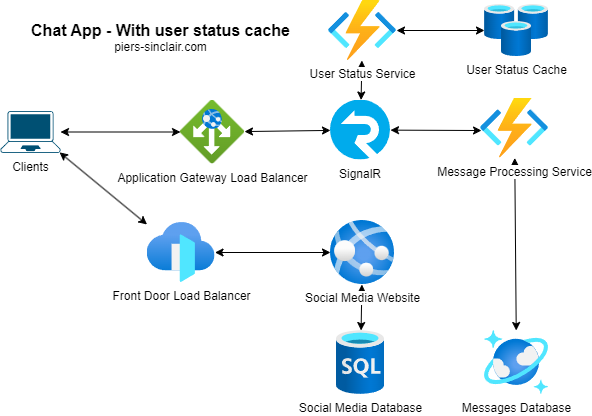 Chat App - With user status cache
piers-sinclair.com
User Status Service
User Status Cache
Clients
Application Gateway Load Balancer
SignalR
Message Processing Service
Front Door Load Balancer
Social Media Website
SQL
Social Media Database
Messages Database